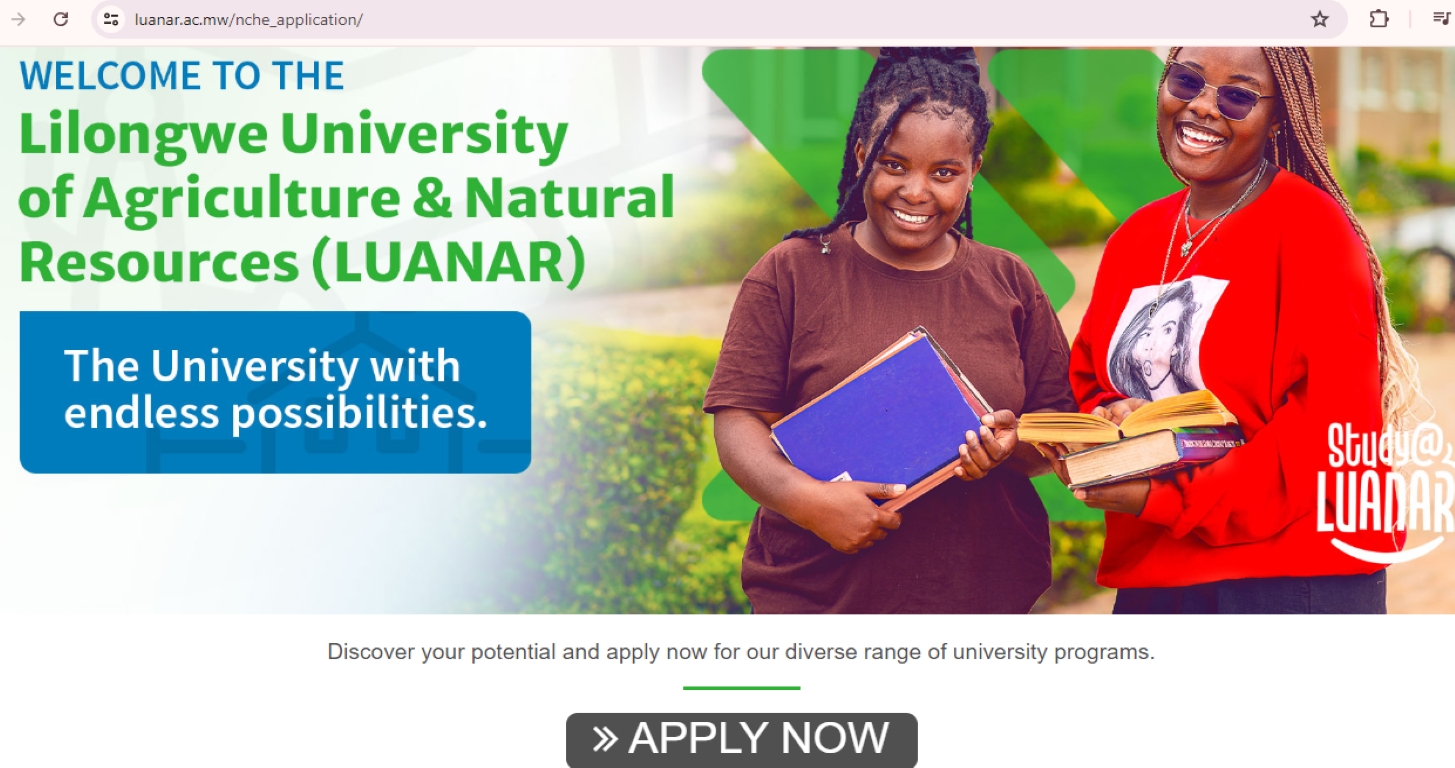 luanar.ac.mw/nche_application/
WELCOME TO THE
Lilongwe University
of Agriculture & Natural
Resources (LUANAR)
The University with
endless possibilities.
Study@
LUANAR
Discover your potential and apply now for our diverse range of university programs.
» APPLY NOW